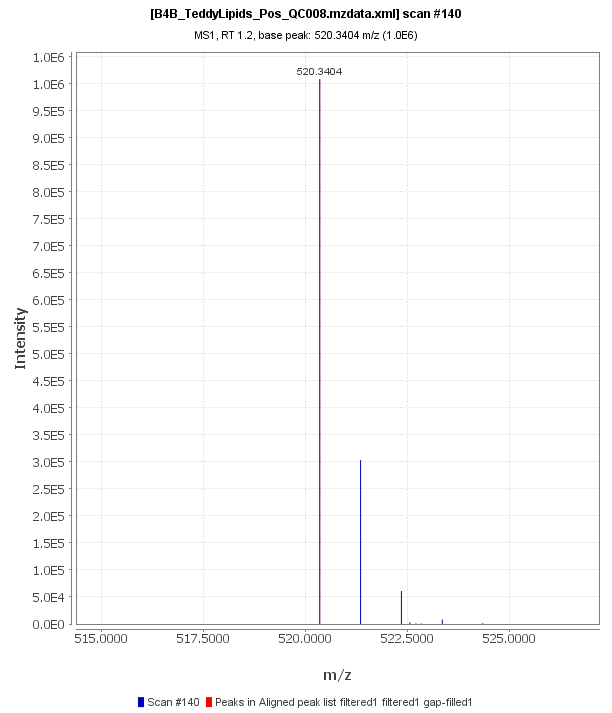 [B4B_TeddyLipids_Pos_QC008.mzdata.xml] scan #140
MS1, RT 1.2, base peak: 520.3404 m/z (1.0E6)
520.3404
1.0E6
1.0E6
9.5E5
9.0E5
8.5E5
8.0E5
7.5E5
7.0E5
6.5E5
6.0E5
5.5E5
5.0E5
4.5E5
4.0E5
3.5E5
3.0E5
2.5E5
2.0E5
1.5E5
1.0E5
5.0E4
0.0E0
Intensity
515.0000 517.5000 520.0000 522.5000 525.0000
m/z
Scan #140 Peaks in Aligned peak list filtered1 filtered1 gap-filled1